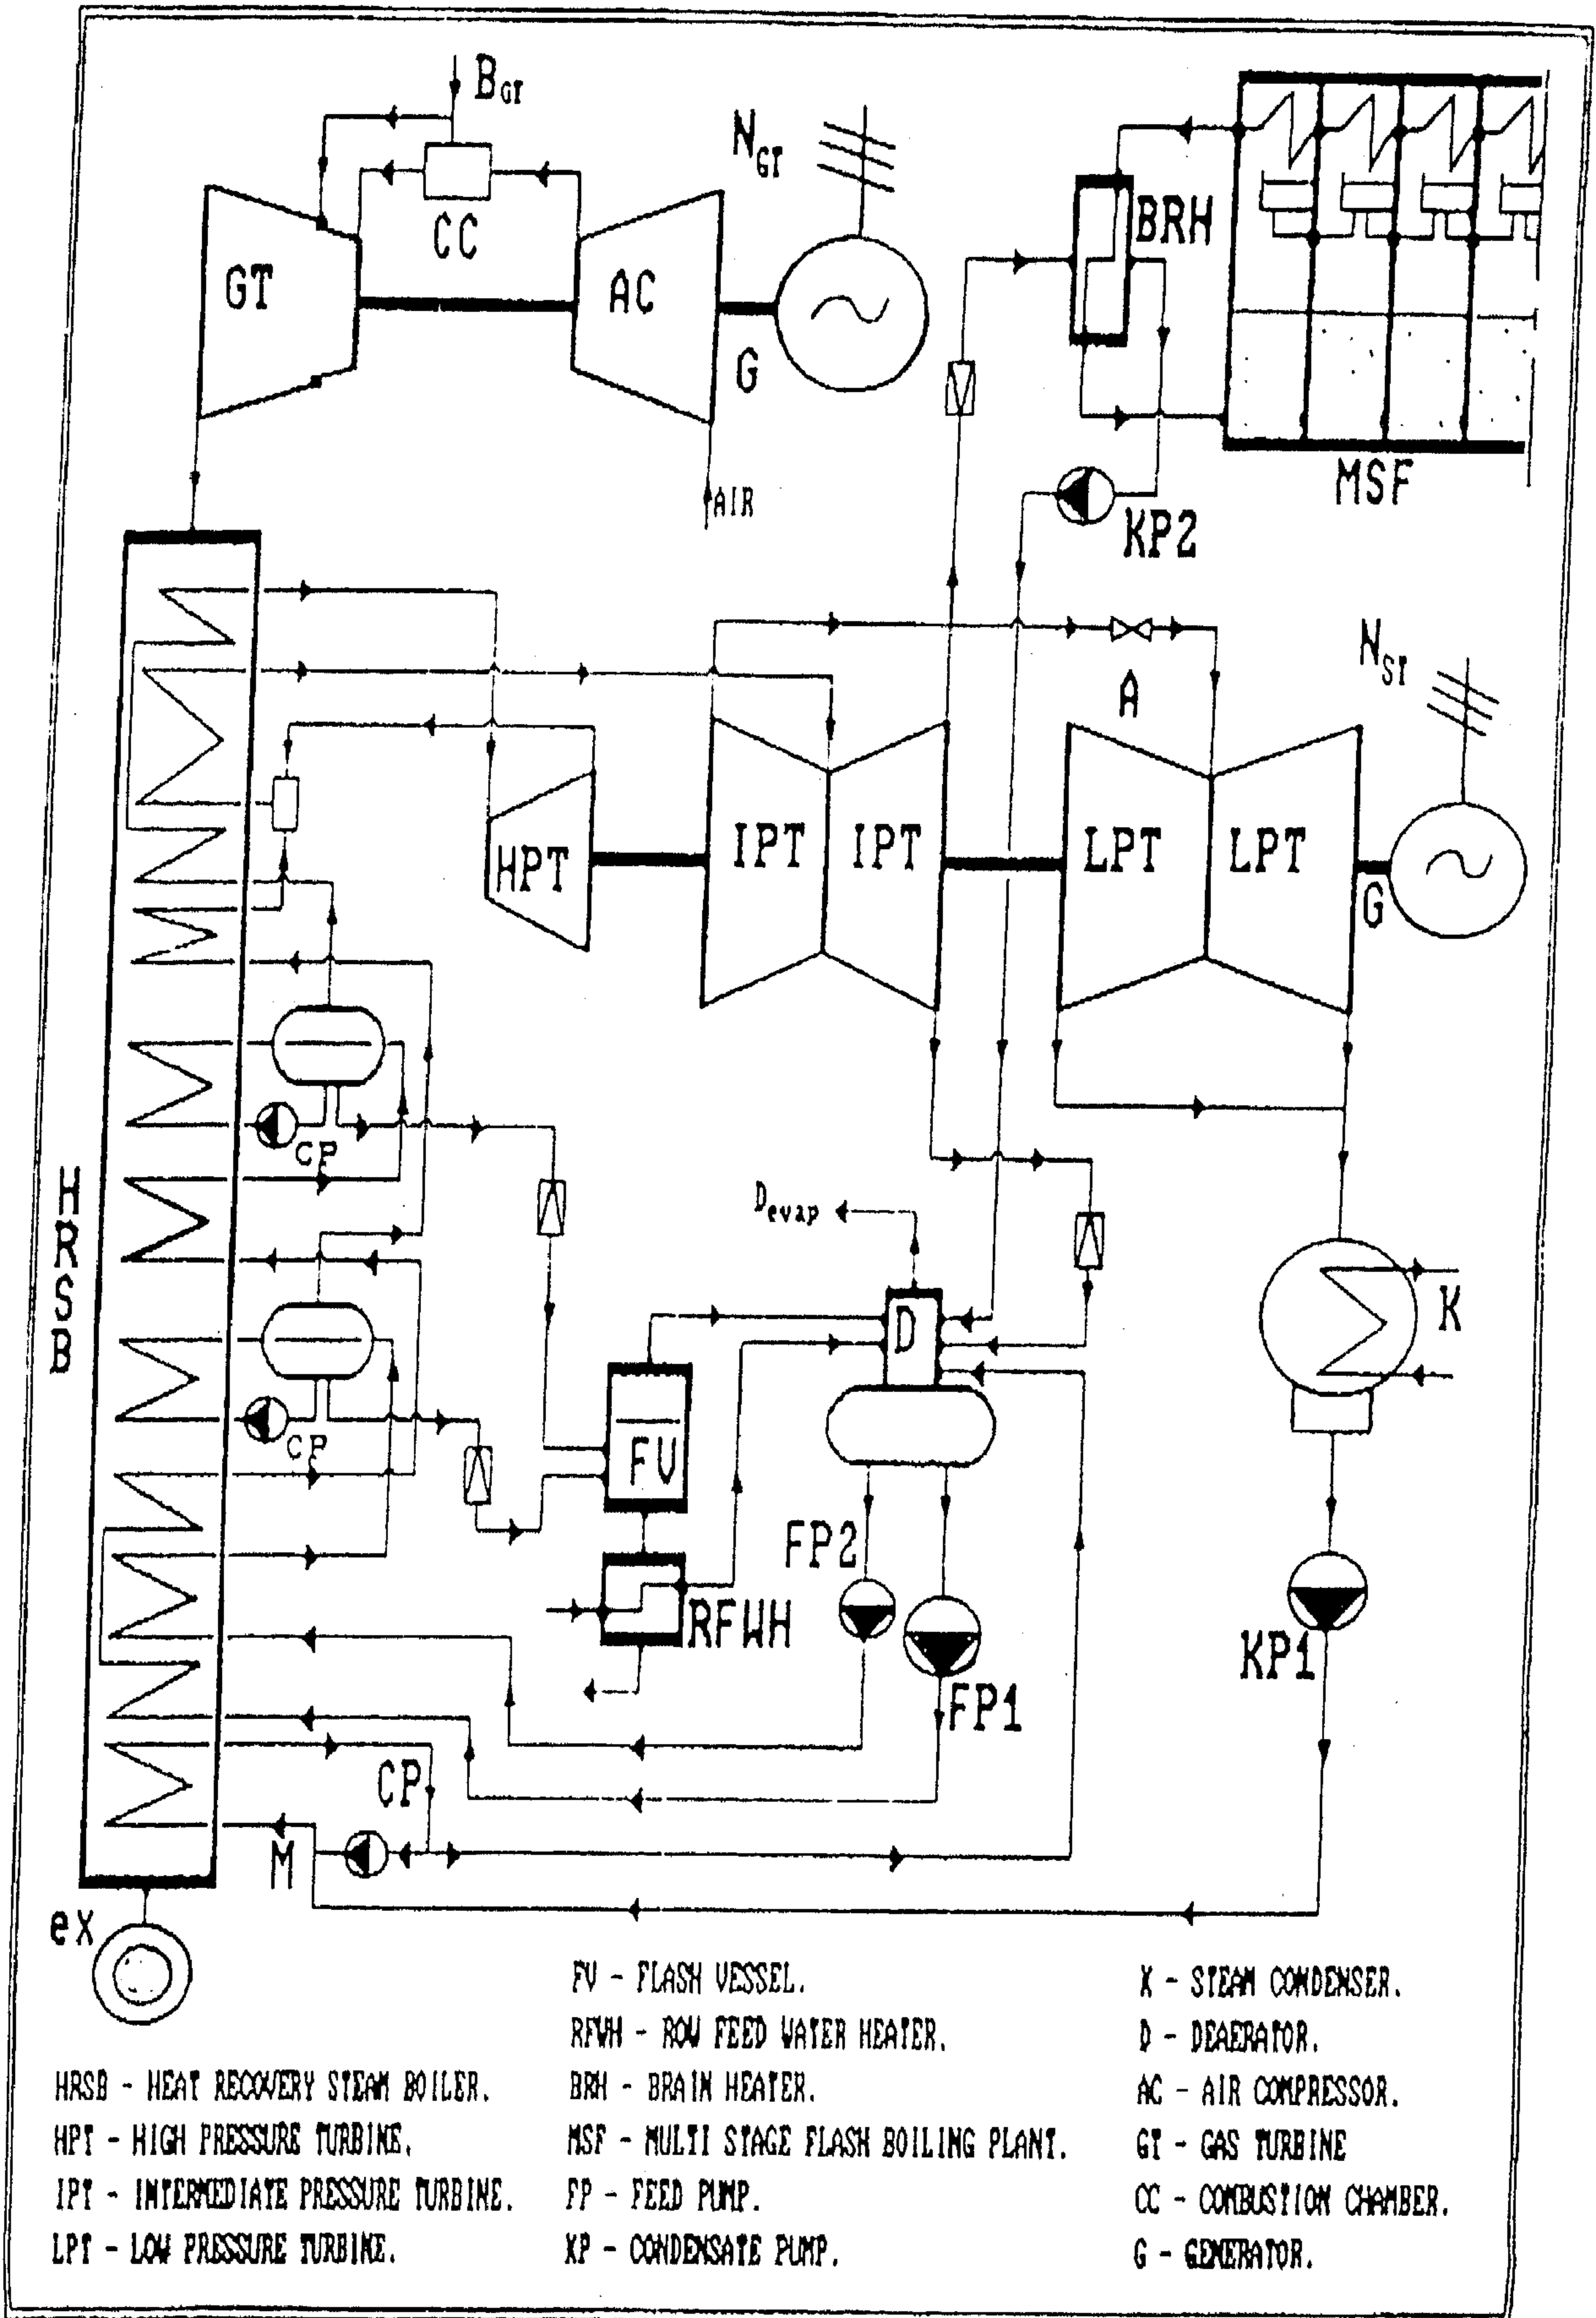 B_GT
N_GT
CC
GT
AC
G
AIR
BRH
MSF
KP2
N_ST
A
HPT
IPT
IPT
LPT
LPT
G
CP
HRSB
D_evap
D
K
CP
FV
FP2
RFWH
FP1
KP1
CP
M
ex
FV - FLASH VESSEL.
RFWH - ROW FEED WATER HEATER.
HRSB - HEAT RECOVERY STEAM BOILER.
BRH - BRAIN HEATER.
HPT - HIGH PRESSURE TURBINE.
MSF - MULTI STAGE FLASH BOILING PLANT.
IPT - INTERMEDIATE PRESSURE TURBINE.
FP - FEED PUMP.
LPT - LOW PRESSURE TURBINE.
KP - CONDENSATE PUMP.
K - STEAM CONDENSER.
D - DEAERATOR.
AC - AIR COMPRESSOR.
GT - GAS TURBINE
CC - COMBUSTION CHAMBER.
G - GENERATOR.